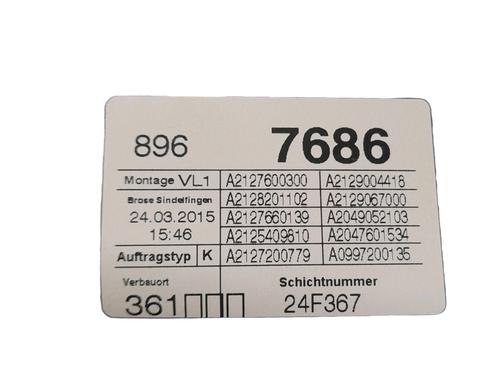 896 7686
Montage VL1 A2127600300 A2129004418
Brose Sindelfingen A2128201102 A2129067000
24.03.2015 A2127660139 A2049052103
15:46 A2125409810 A2047601534
Auftragstyp K A2127200779 A0997200135
Verbauort Schichtnummer
361□□□ 24F367